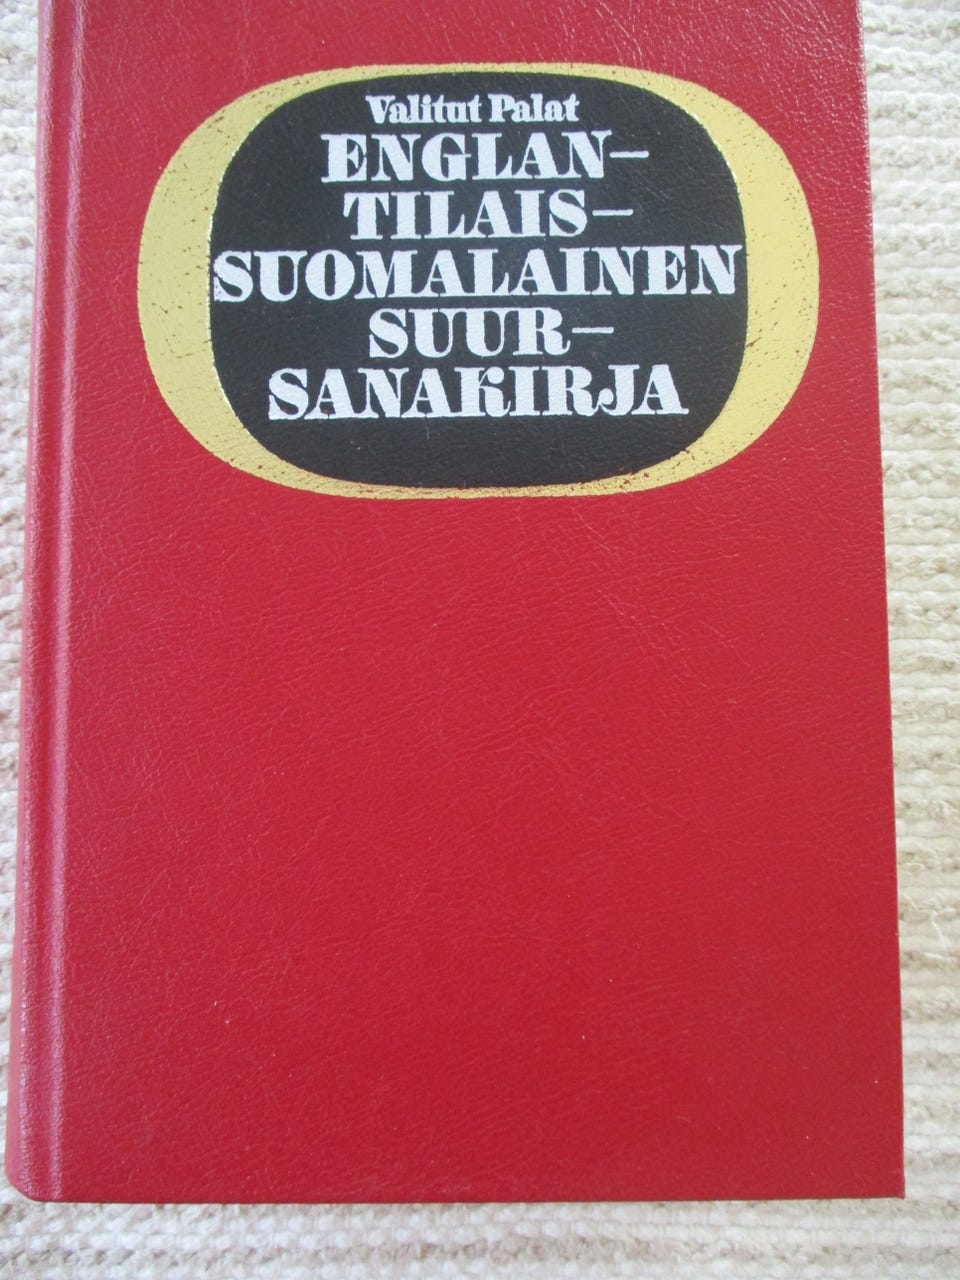 Valitut Palat
ENGLAN-
TILAIS-
SUOMALAINEN
SUUR-
SANAKIRJA